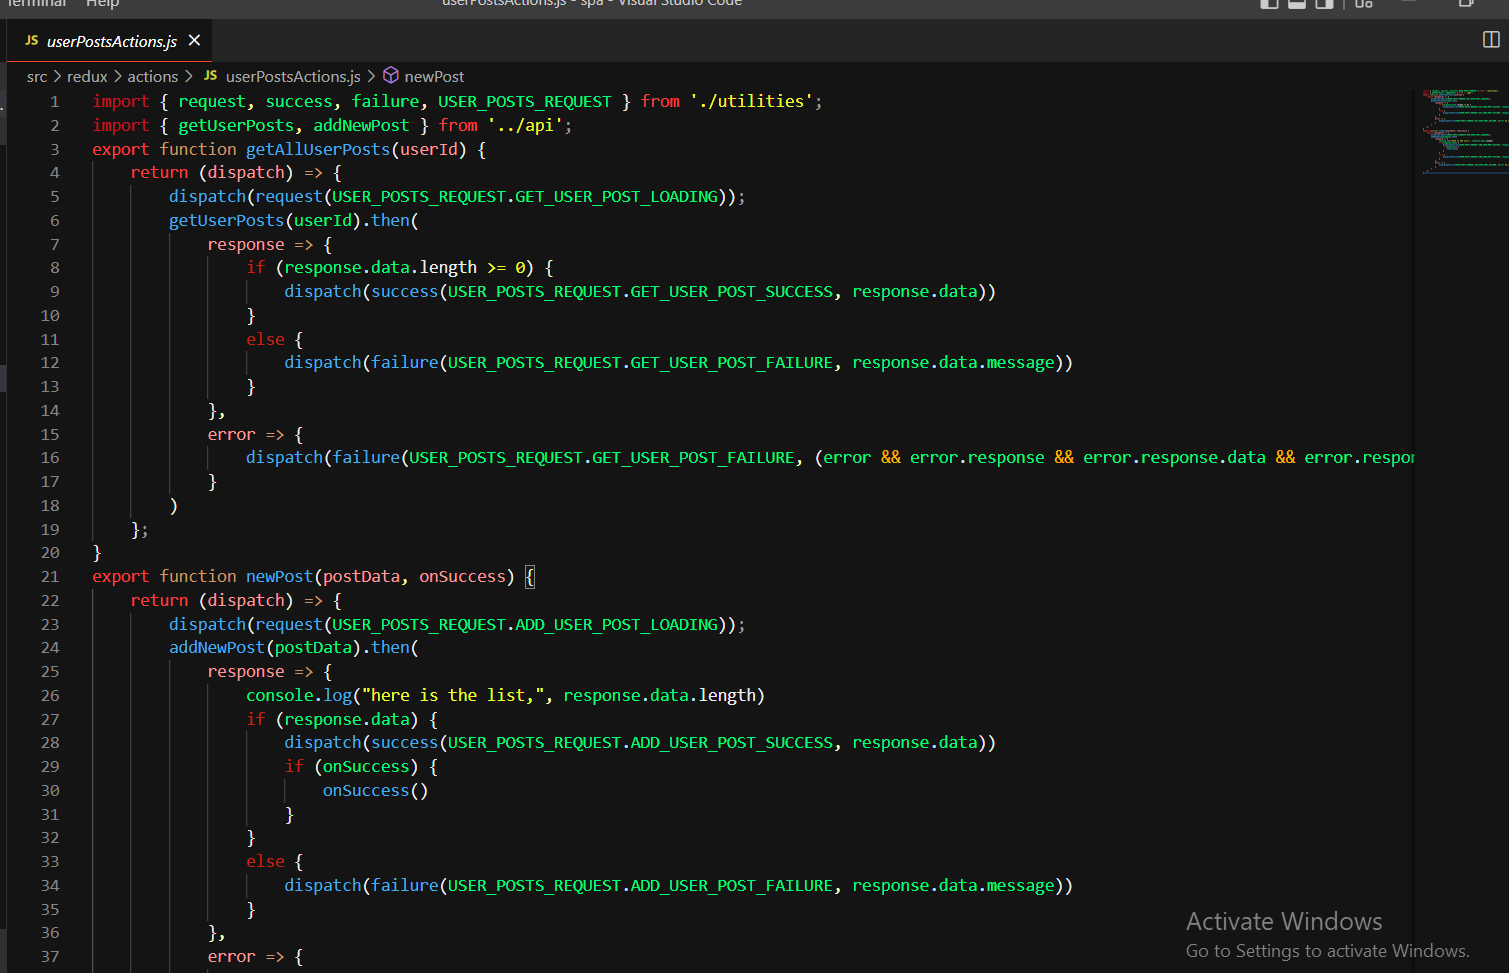 Terminal Help userPostsActions.js - spa - Visual Studio Code
JS userPostsActions.js ×
src > redux > actions > JS userPostsActions.js > newPost
1 import { request, success, failure, USER_POSTS_REQUEST } from './utilities';
2 import { getUserPosts, addNewPost } from '../api';
3 export function getAllUserPosts(userId) {
4 return (dispatch) => {
5 dispatch(request(USER_POSTS_REQUEST.GET_USER_POST_LOADING));
6 getUserPosts(userId).then(
7 response => {
8 if (response.data.length >= 0) {
9 dispatch(success(USER_POSTS_REQUEST.GET_USER_POST_SUCCESS, response.data))
10 }
11 else {
12 dispatch(failure(USER_POSTS_REQUEST.GET_USER_POST_FAILURE, response.data.message))
13 }
14 },
15 error => {
16 dispatch(failure(USER_POSTS_REQUEST.GET_USER_POST_FAILURE, (error && error.response && error.response.data && error.respon
17 }
18 )
19 };
20 }
21 export function newPost(postData, onSuccess) {
22 return (dispatch) => {
23 dispatch(request(USER_POSTS_REQUEST.ADD_USER_POST_LOADING));
24 addNewPost(postData).then(
25 response => {
26 console.log("here is the list,", response.data.length)
27 if (response.data) {
28 dispatch(success(USER_POSTS_REQUEST.ADD_USER_POST_SUCCESS, response.data))
29 if (onSuccess) {
30 onSuccess()
31 }
32 }
33 else {
34 dispatch(failure(USER_POSTS_REQUEST.ADD_USER_POST_FAILURE, response.data.message))
35 }
36 },
37 error => {
Activate Windows
Go to Settings to activate Windows.